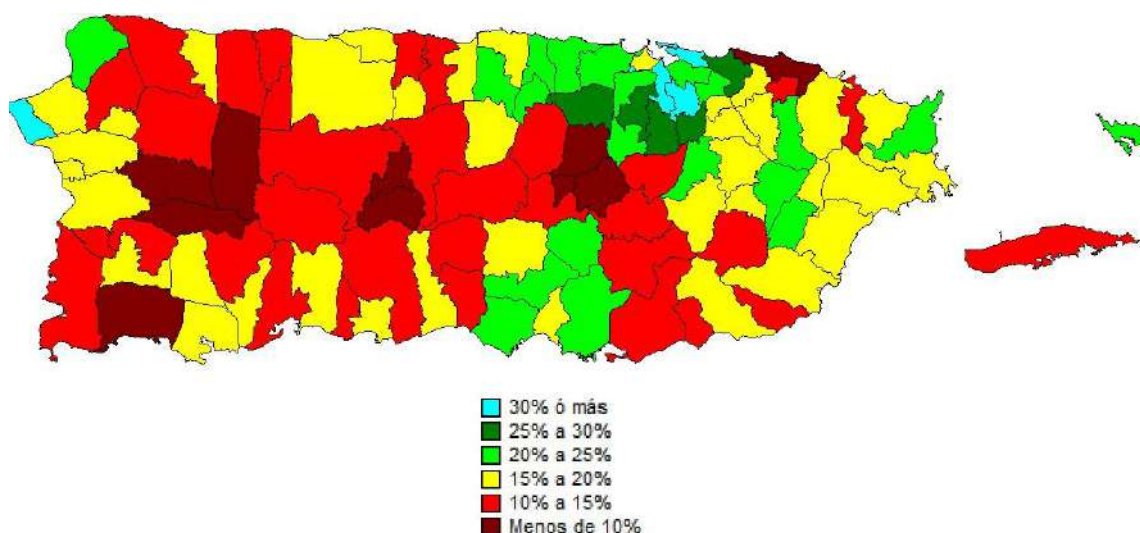 30% ó más
25% a 30%
20% a 25%
15% a 20%
10% a 15%
Menos de 10%